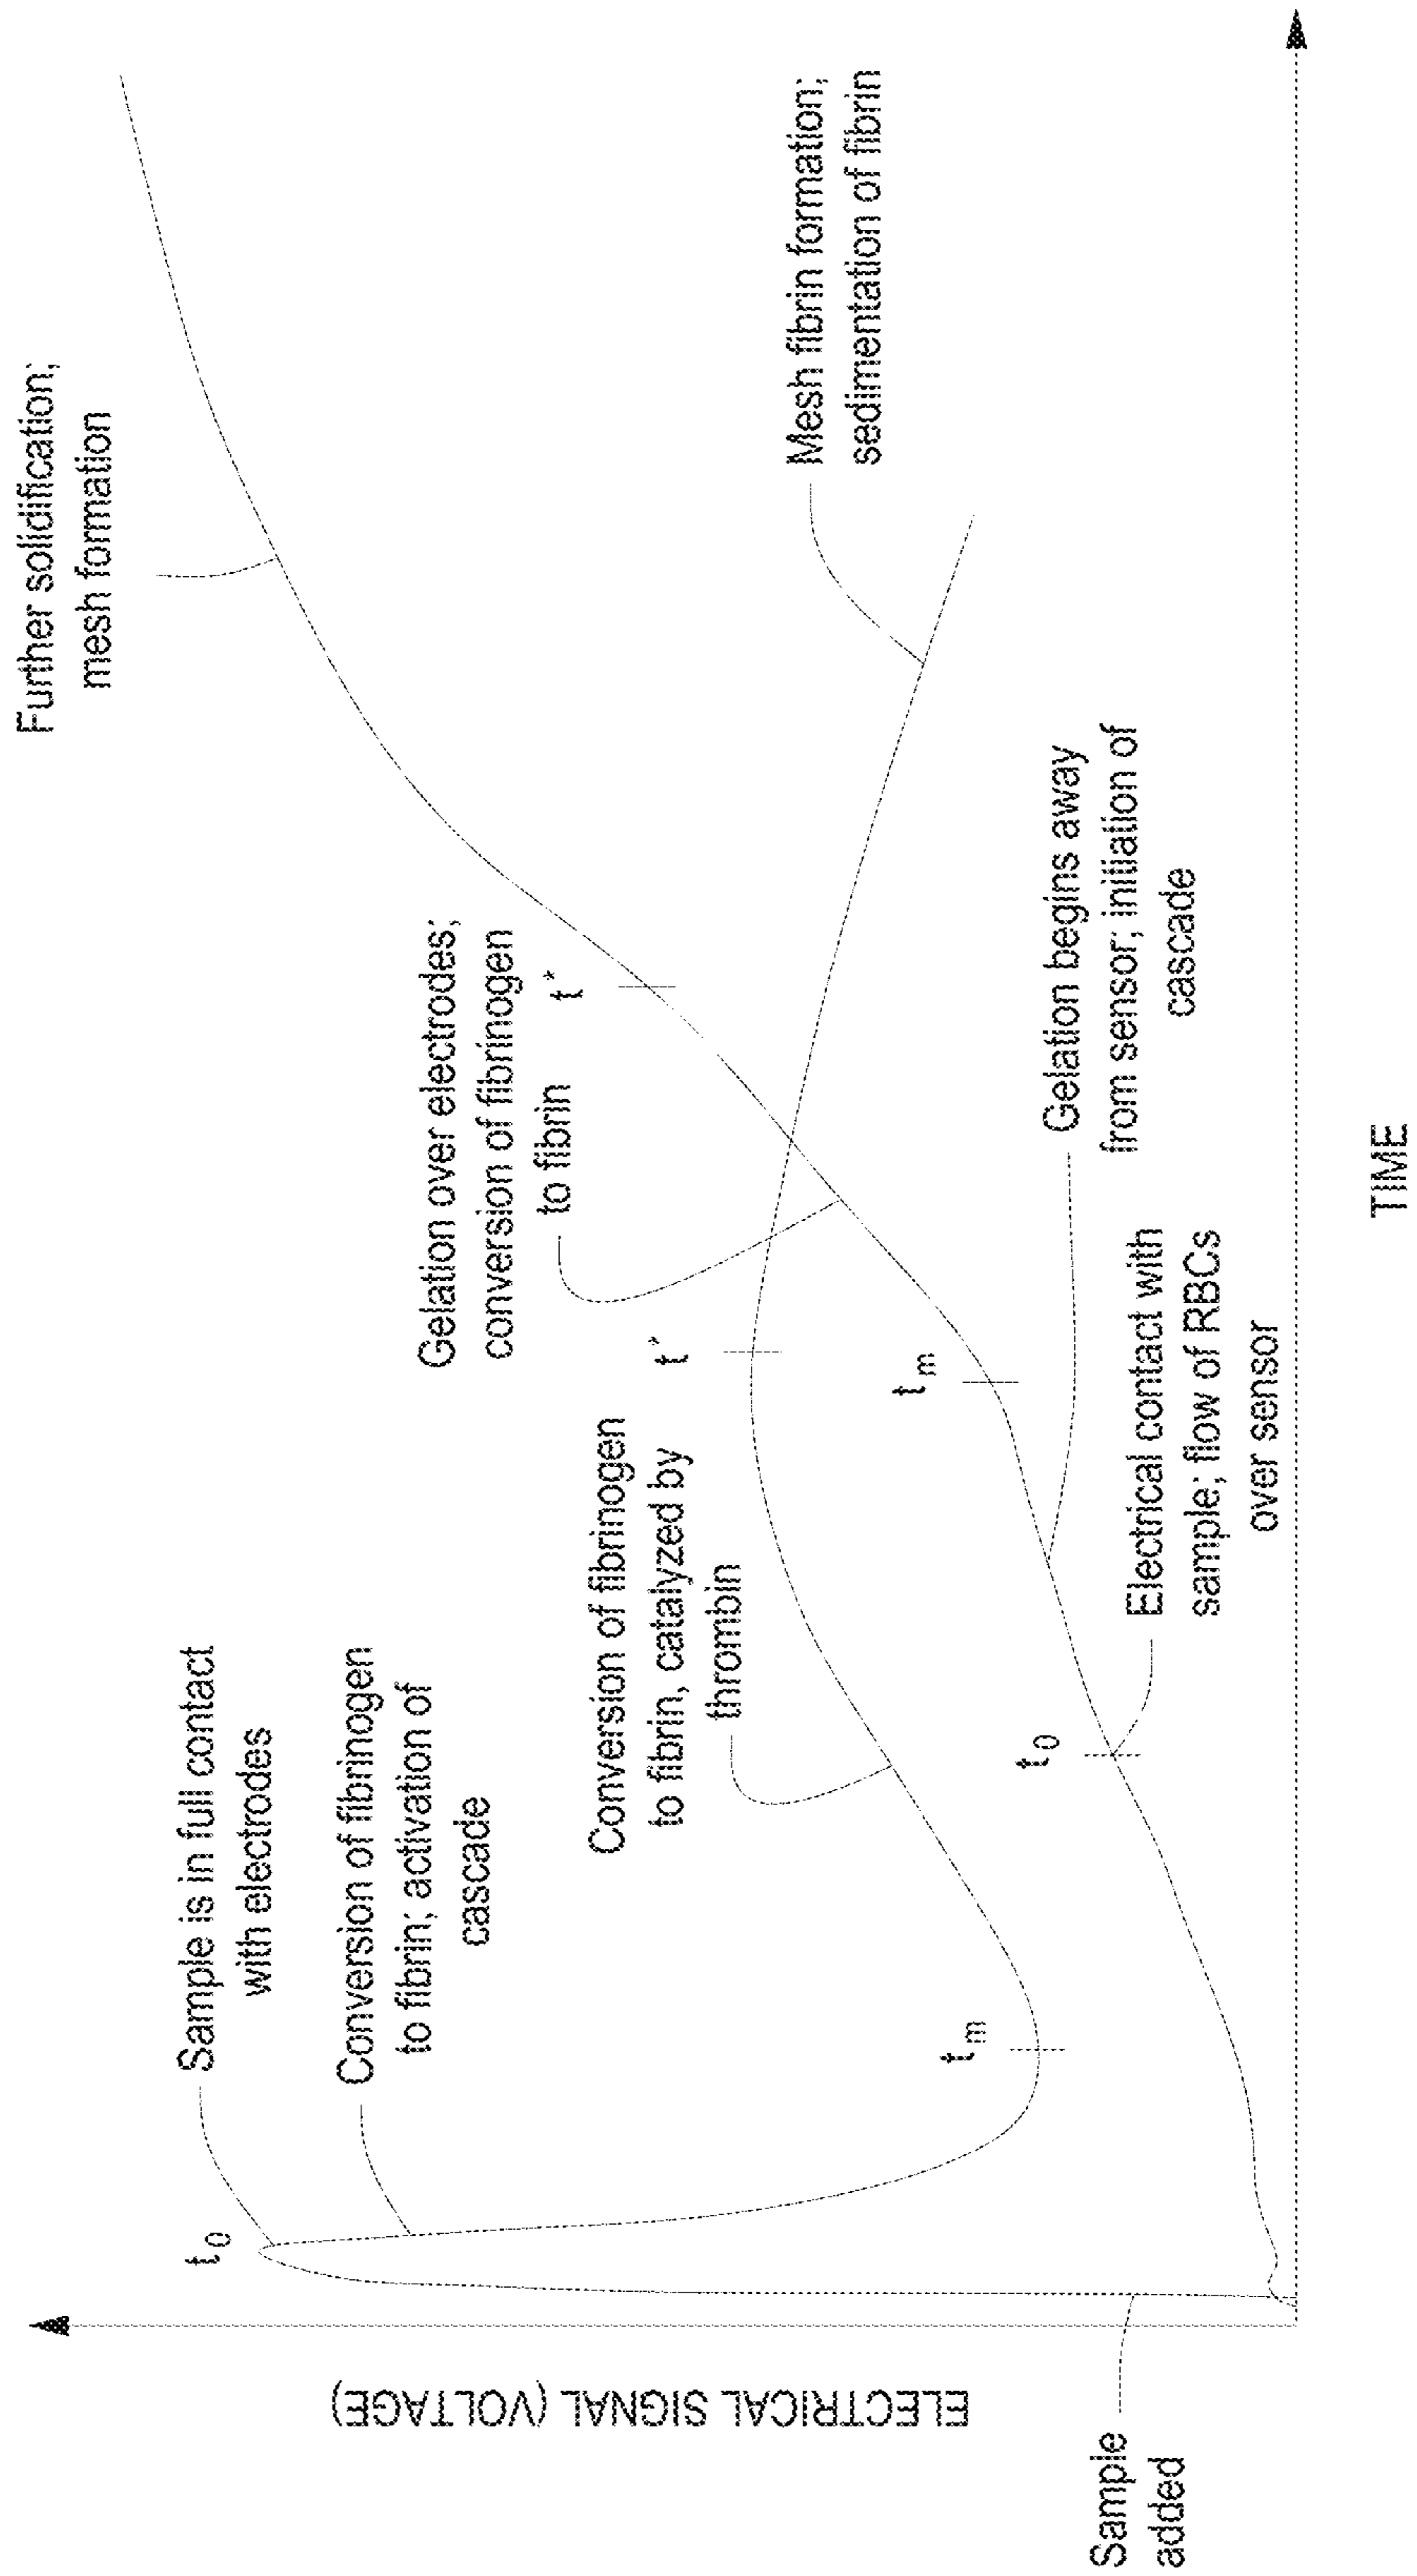 Further solidification;
mesh formation
Sample is in full contact
with electrodes
t0
Conversion of fibrinogen
to fibrin; activation of
cascade
Gelation over electrodes;
conversion of fibrinogen
to fibrin
t*
Conversion of fibrinogen
to fibrin, catalyzed by
thrombin
t*
Mesh fibrin formation;
sedimentation of fibrin
tm
tm
t0
Gelation begins away
from sensor; initiation of
cascade
Electrical contact with
sample; flow of RBCs
over sensor
ELECTRICAL SIGNAL (VOLTAGE)
Sample
added
TIME